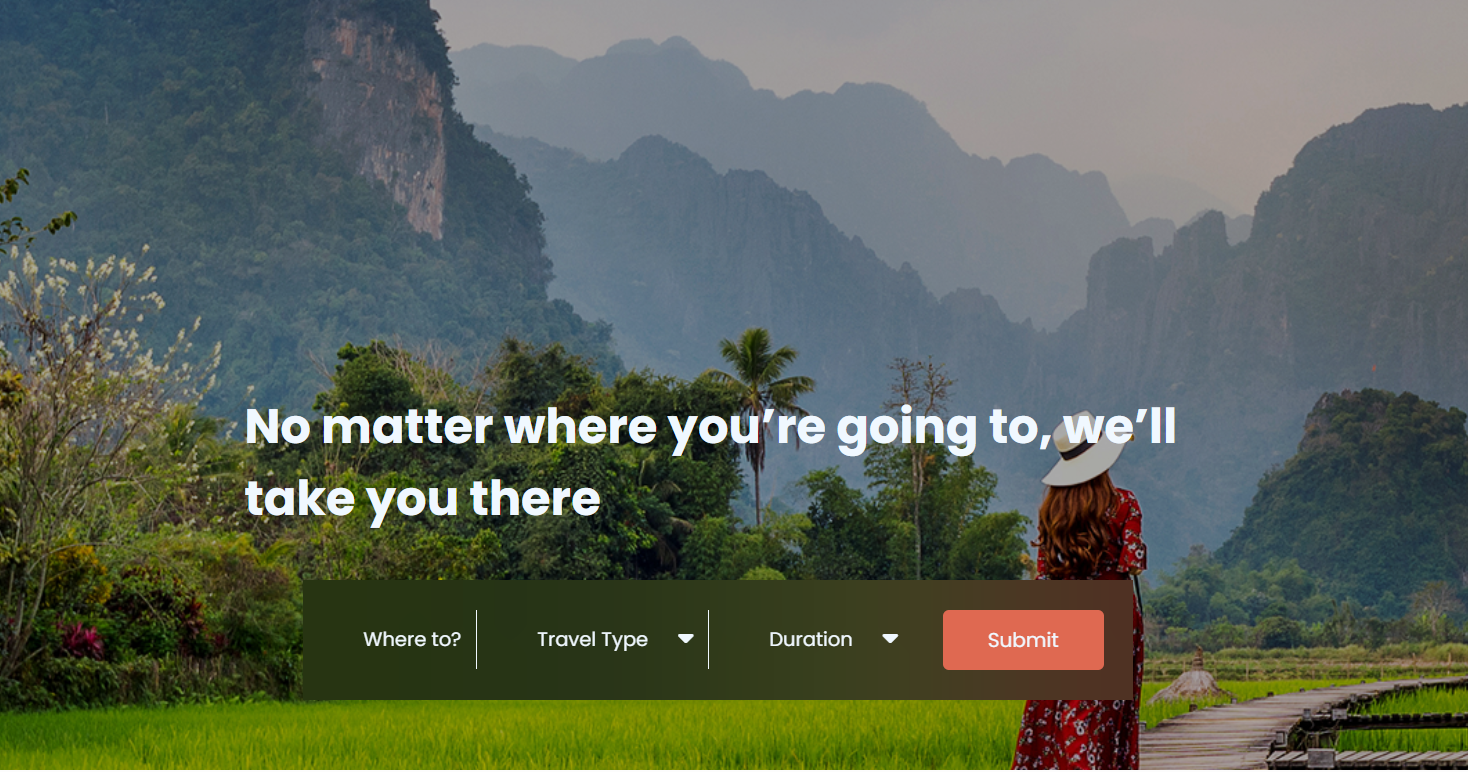 No matter where you’re going to, we’ll
take you there
Where to? Travel Type Duration Submit